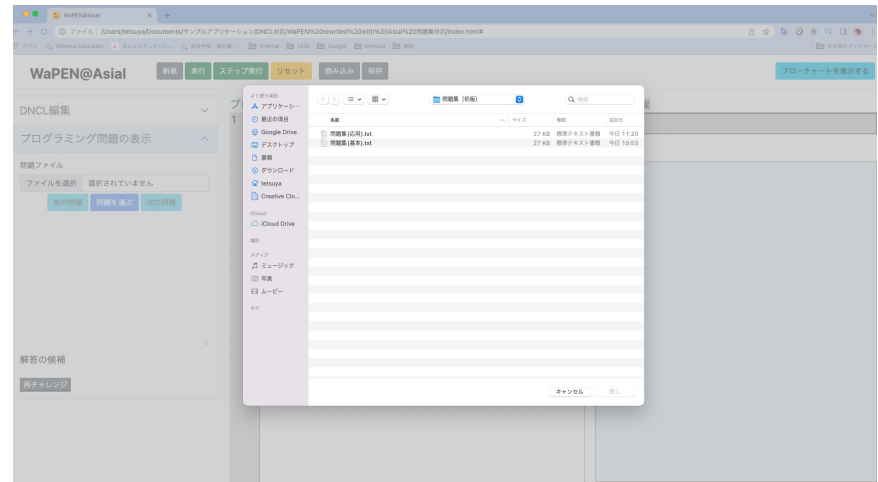 WaPEN@Asial
ファイル /Users/tetsuya/Documents/サンプルアプリケーション/DNCL対応/WaPEN%20rewrited%20with%20Asial%20問題集対応/index.html#
アプリ Monaca Education Internal Utils Google Monaca
WaPEN@Asial 新規 実行 ステップ実行 リセット 読み込み 保存 フローチャートを表示する
DNCL編集
プログラミング問題の表示
問題ファイル
ファイルを選択 選択されていません
前の問題 問題を選ぶ 次の問題
解答の候補
再チャレンジ
プ
1
よく使う項目
アプリケーシ…
最近の項目
Google Drive
デスクトップ
書類
ダウンロード
tetsuya
Creative Clo...
iCloud
iCloud Drive
場所
メディア
ミュージック
写真
ムービー
タグ
問題集（初版） 検索
名前 サイズ 種類 追加日
問題集(応用).txt 27 KB 標準テキスト書類 今日 11:20
問題集(基本).txt 27 KB 標準テキスト書類 今日 10:53
キャンセル 開く